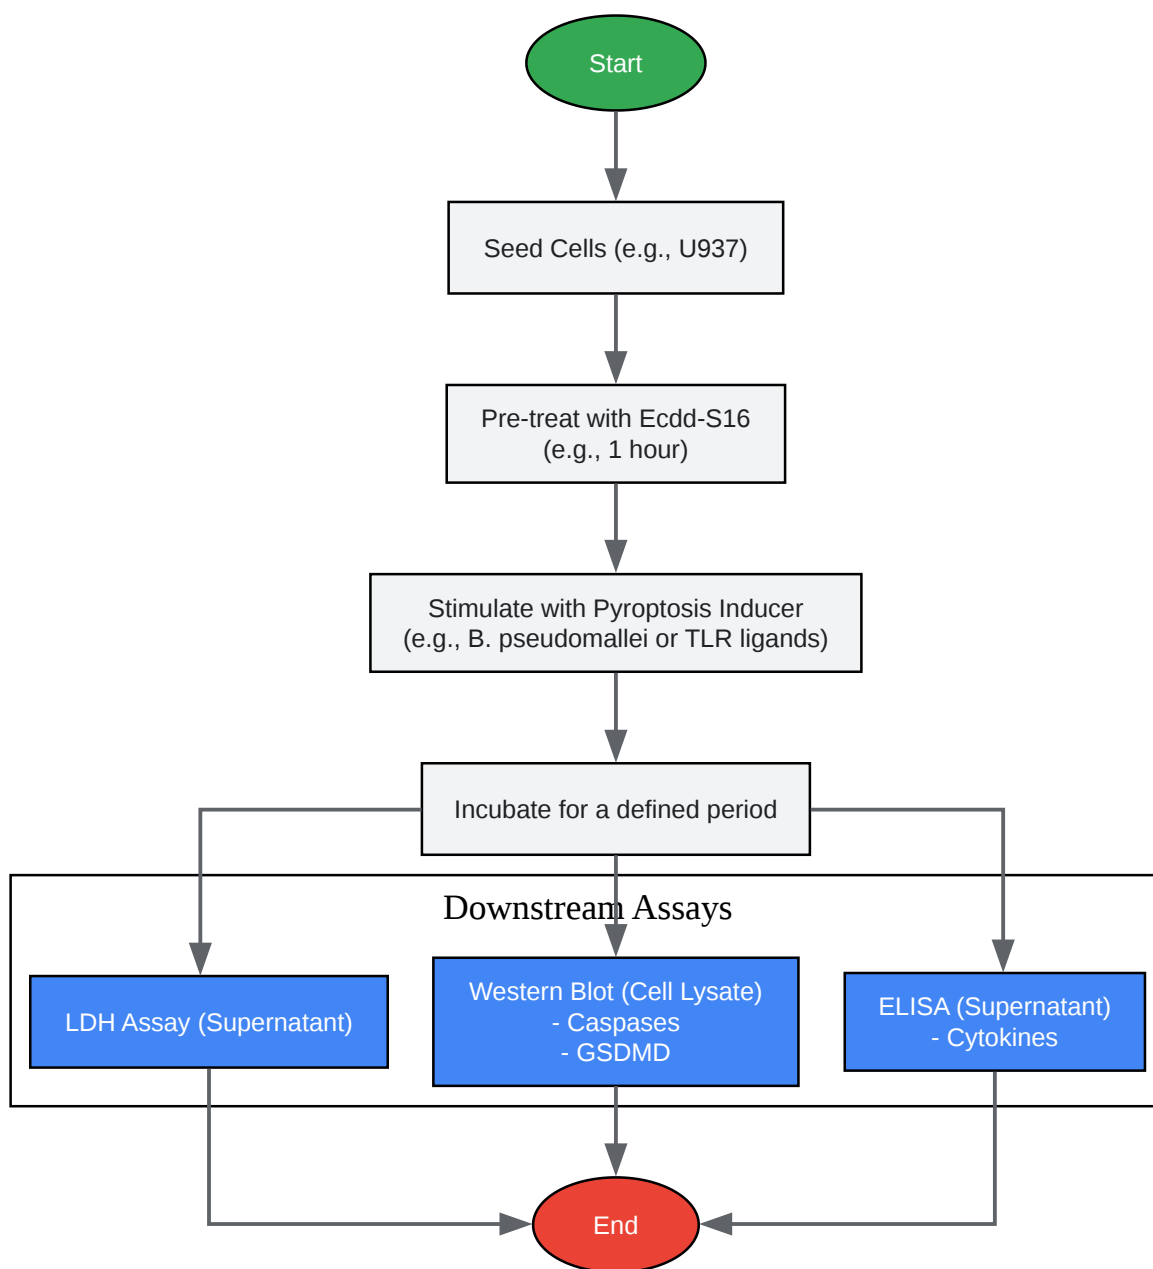 Start
Seed Cells (e.g., U937)
Pre-treat with Ecdd-S16
(e.g., 1 hour)
Stimulate with Pyroptosis Inducer
(e.g., B. pseudomallei or TLR ligands)
Incubate for a defined period
Downstream Assays
LDH Assay (Supernatant)
Western Blot (Cell Lysate)
- Caspases
- GSDMD
ELISA (Supernatant)
- Cytokines
End